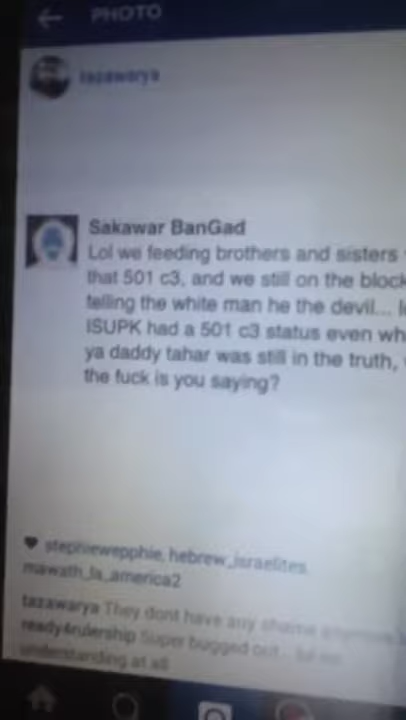 PHOTO
tazawarya
Sakawar BanGad
Lol we feeding brothers and sisters
that 501 c3, and we still on the block
telling the white man he the devil...
ISUPK had a 501 c3 status even wh
ya daddy tahar was still in the truth,
the fuck is you saying?
stephiewepphie, hebrew_israelites
mawath_la_america2
tazawarya They dont have any shame
ready4rulership Super bugged out..
understanding at all